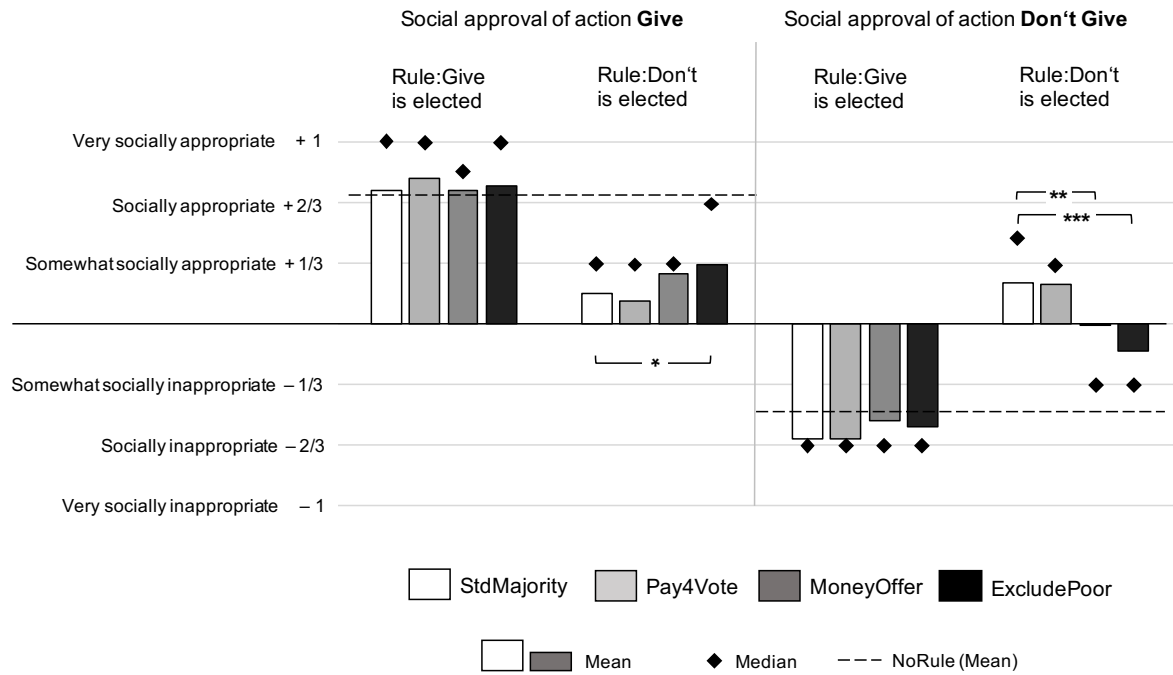 Social approval of action Give
Social approval of action Don‘t Give
Rule:Give
is elected
Rule:Don‘t
is elected
Rule:Give
is elected
Rule:Don‘t
is elected
Very socially appropriate + 1
Socially appropriate + 2/3
Somewhat socially appropriate + 1/3
Somewhat socially inappropriate – 1/3
Socially inappropriate – 2/3
Very socially inappropriate – 1
**
***
*
StdMajority Pay4Vote MoneyOffer ExcludePoor
Mean Median NoRule (Mean)